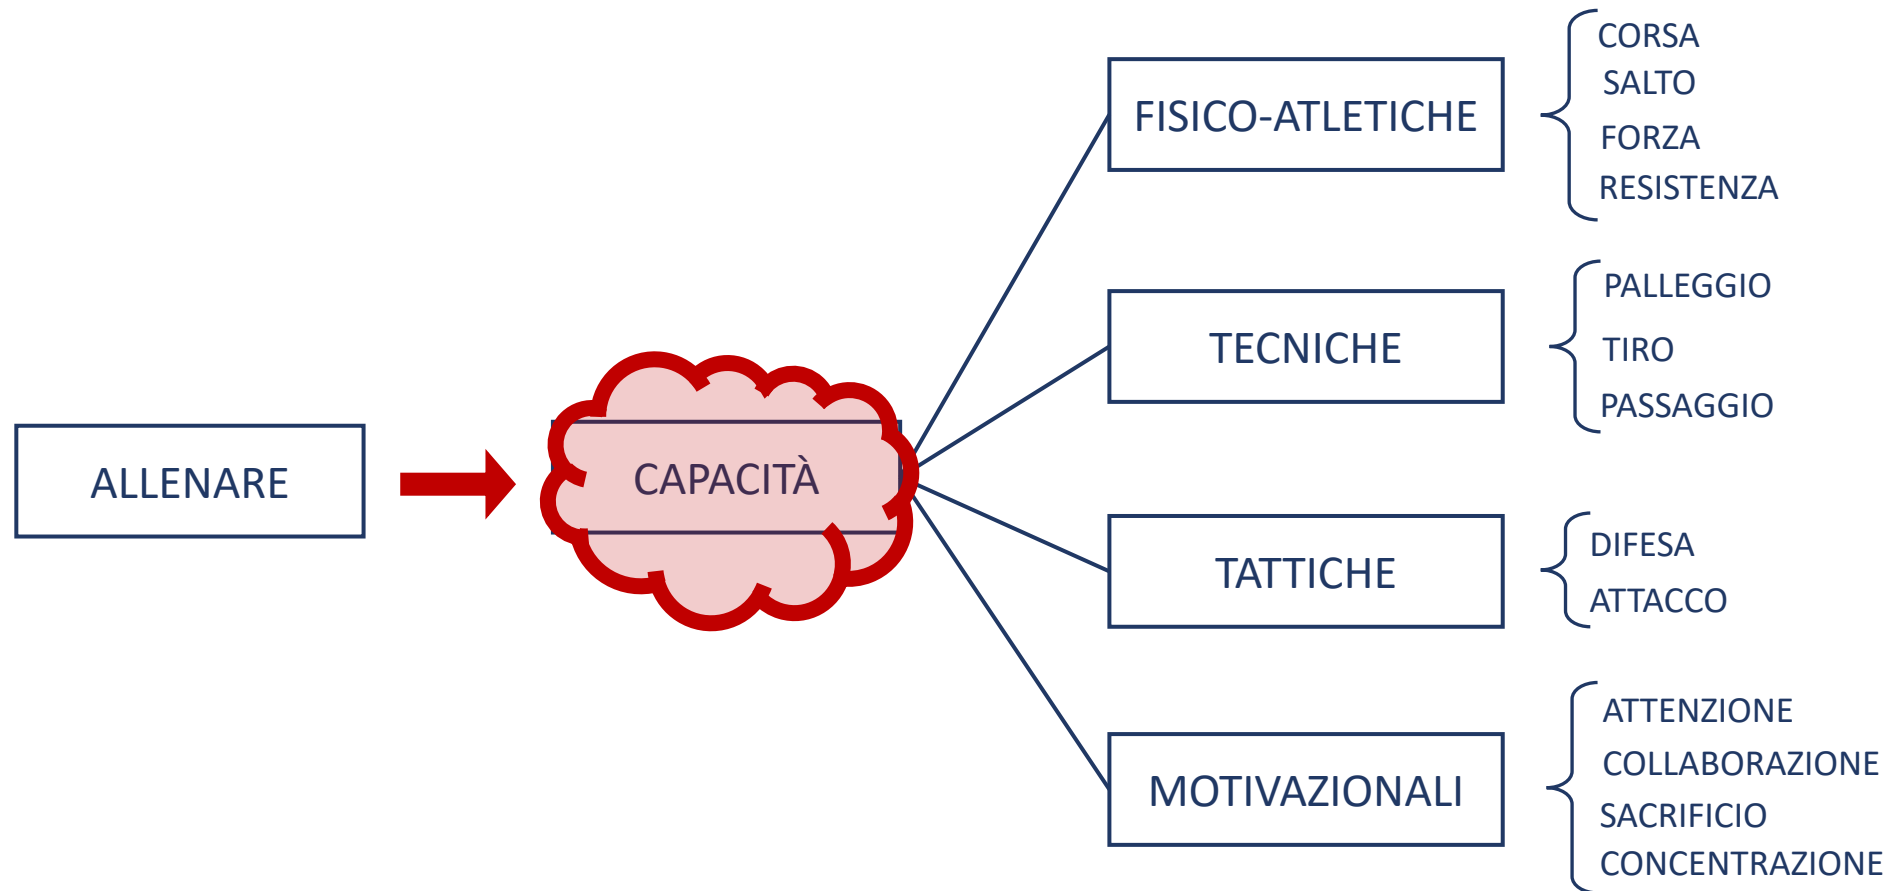 ALLENARE
CAPACITÀ
FISICO-ATLETICHE
CORSA
SALTO
FORZA
RESISTENZA
TECNICHE
PALLEGGIO
TIRO
PASSAGGIO
TATTICHE
DIFESA
ATTACCO
MOTIVAZIONALI
ATTENZIONE
COLLABORAZIONE
SACRIFICIO
CONCENTRAZIONE